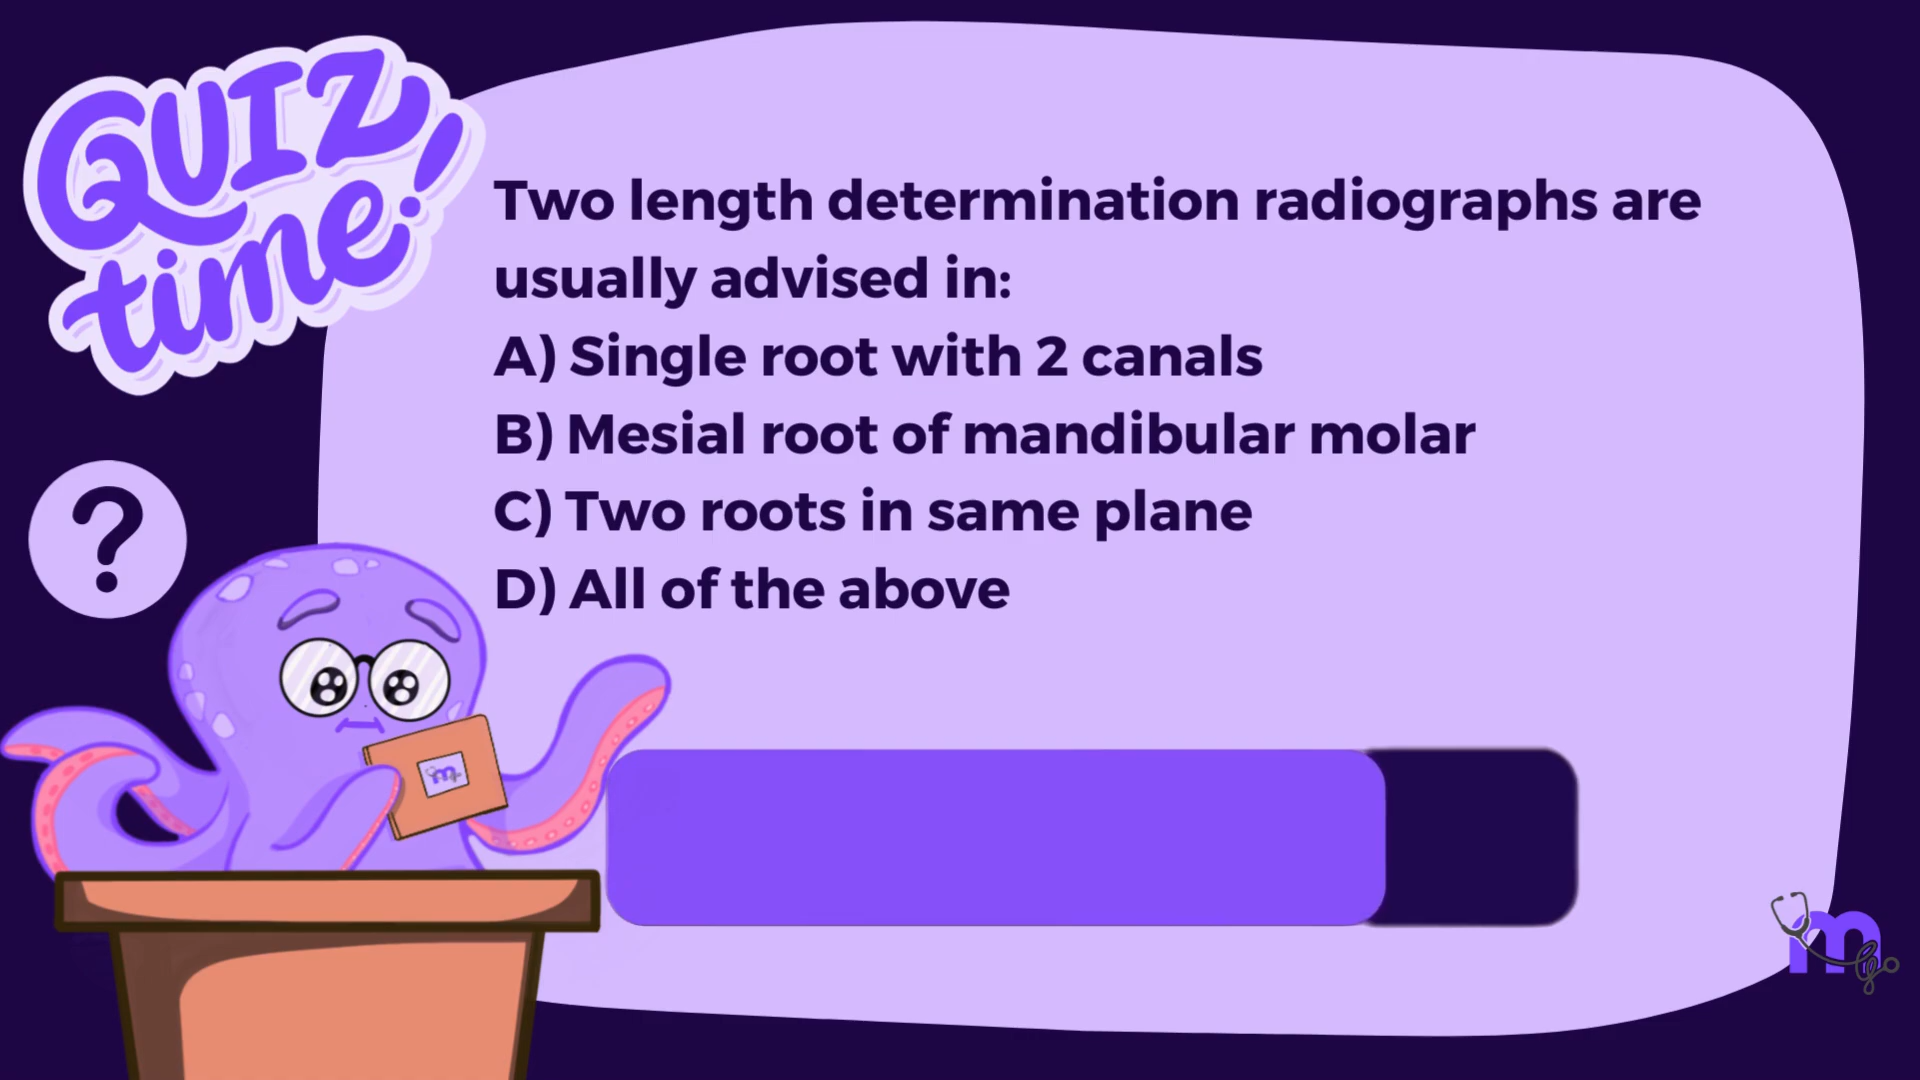 QUIZ
time!
Two length determination radiographs are
usually advised in:
A) Single root with 2 canals
B) Mesial root of mandibular molar
C) Two roots in same plane
D) All of the above
?
m
mgo